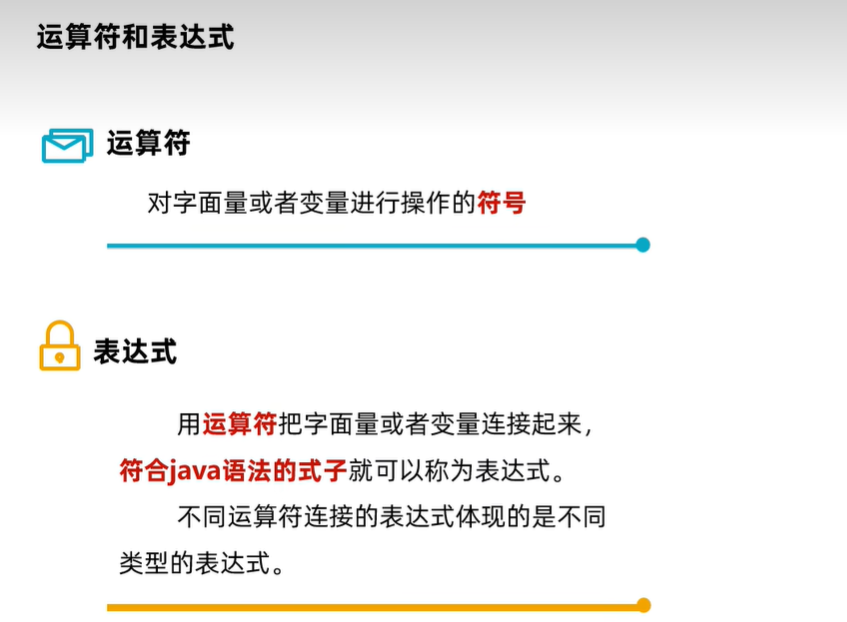 运算符和表达式
运算符
对字面量或者变量进行操作的符号
表达式
用运算符把字面量或者变量连接起来，
符合java语法的式子就可以称为表达式。
不同运算符连接的表达式体现的是不同
类型的表达式。